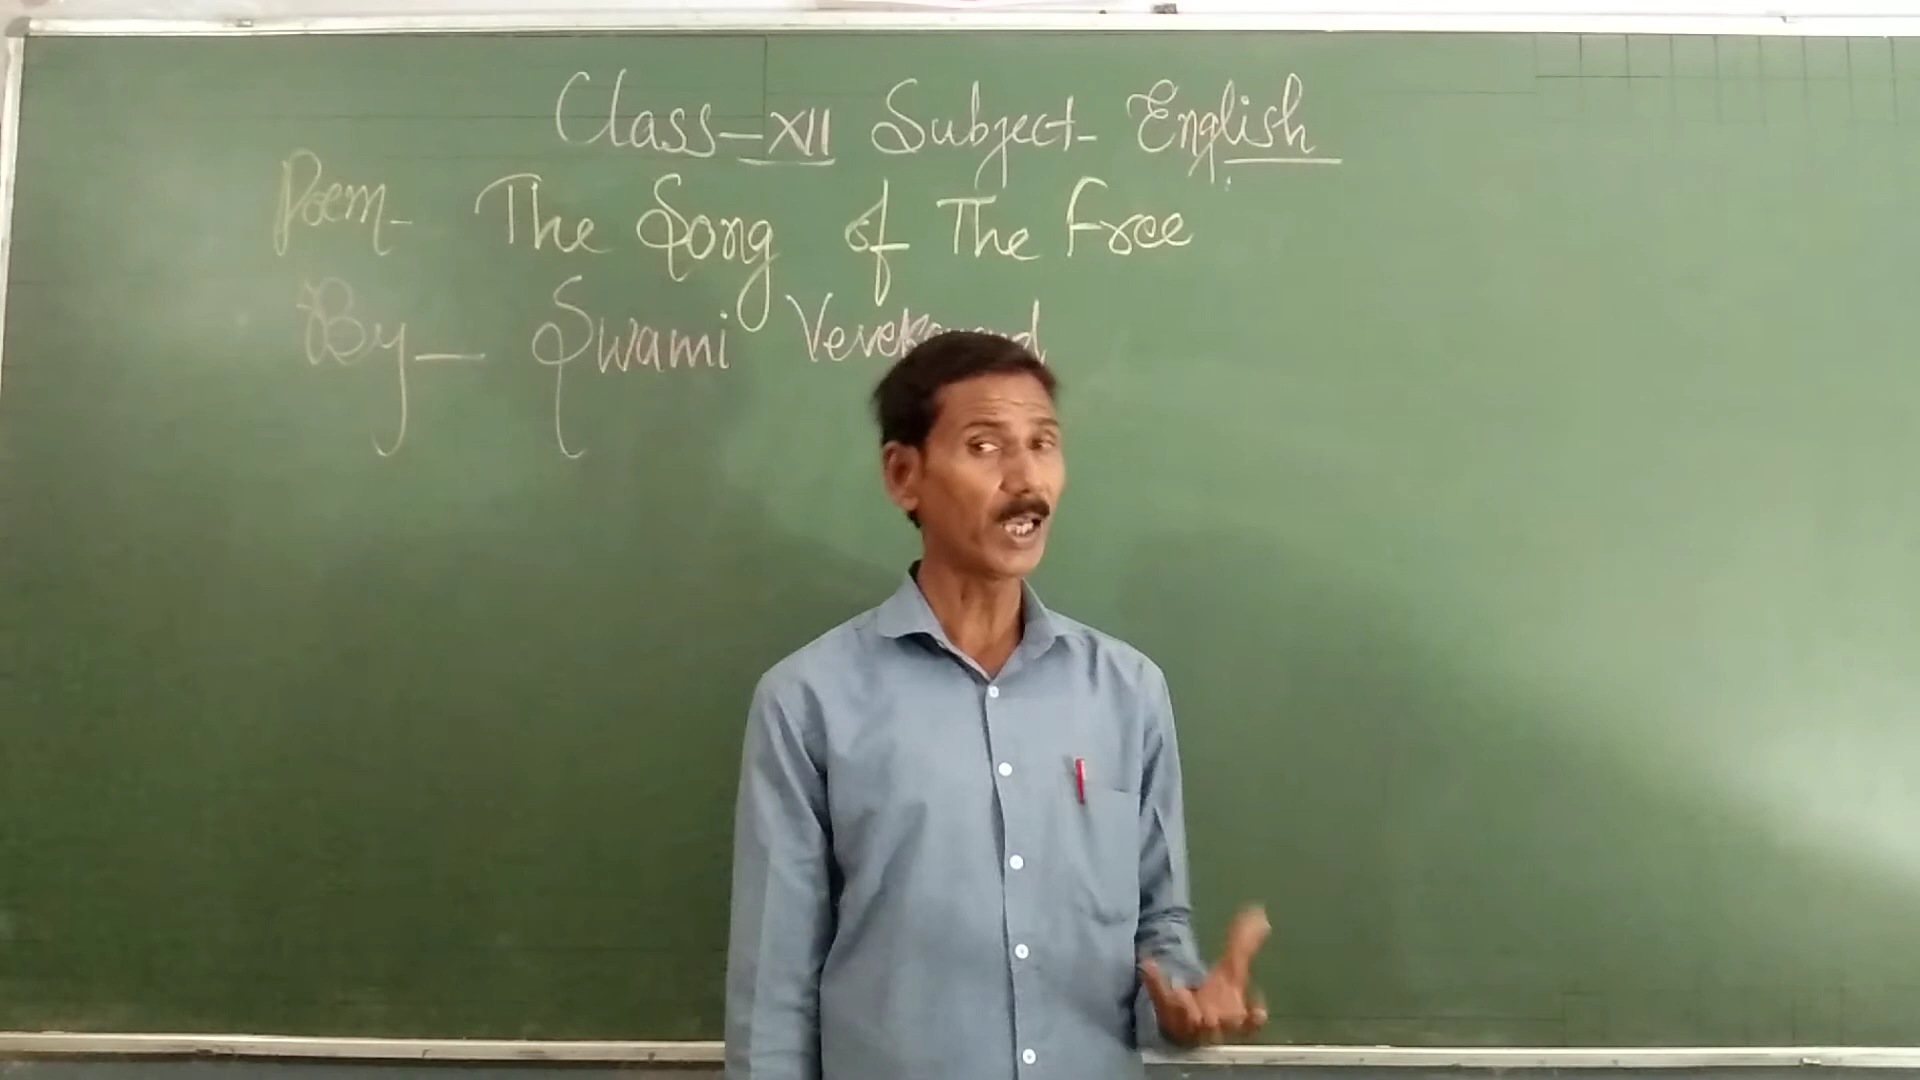 Class-XII Subject- English
Poem- The Song of The Free
By- Swami